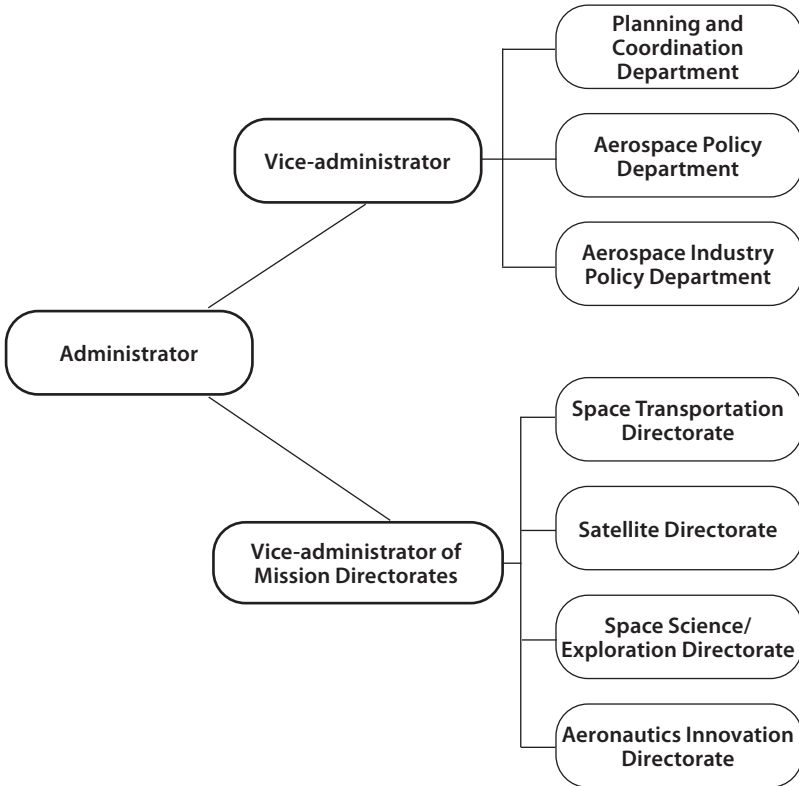 Planning and
Coordination
Department
Vice-administrator
Aerospace Policy
Department
Aerospace Industry
Policy Department
Administrator
Space Transportation
Directorate
Satellite Directorate
Vice-administrator of
Mission Directorates
Space Science/
Exploration Directorate
Aeronautics Innovation
Directorate